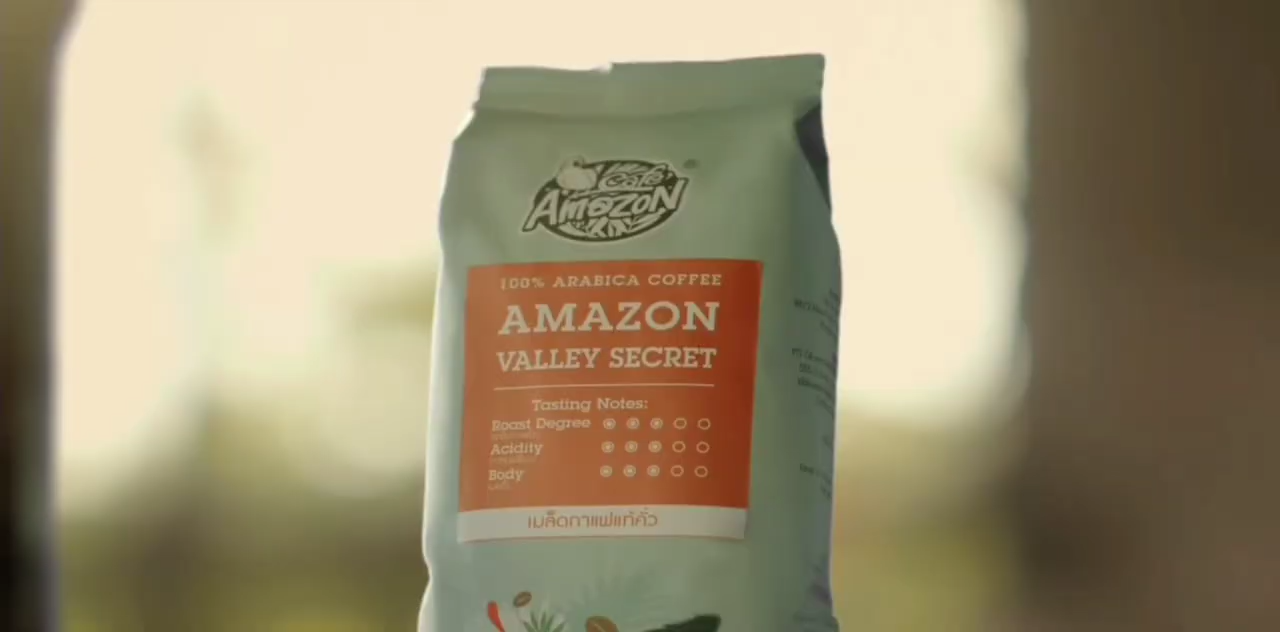 Café
AMAZON
®
100% ARABICA COFFEE
AMAZON
VALLEY SECRET
Tasting Notes:
Roast Degree
Acidity
Body
เมล็ดกาแฟแท้คั่ว